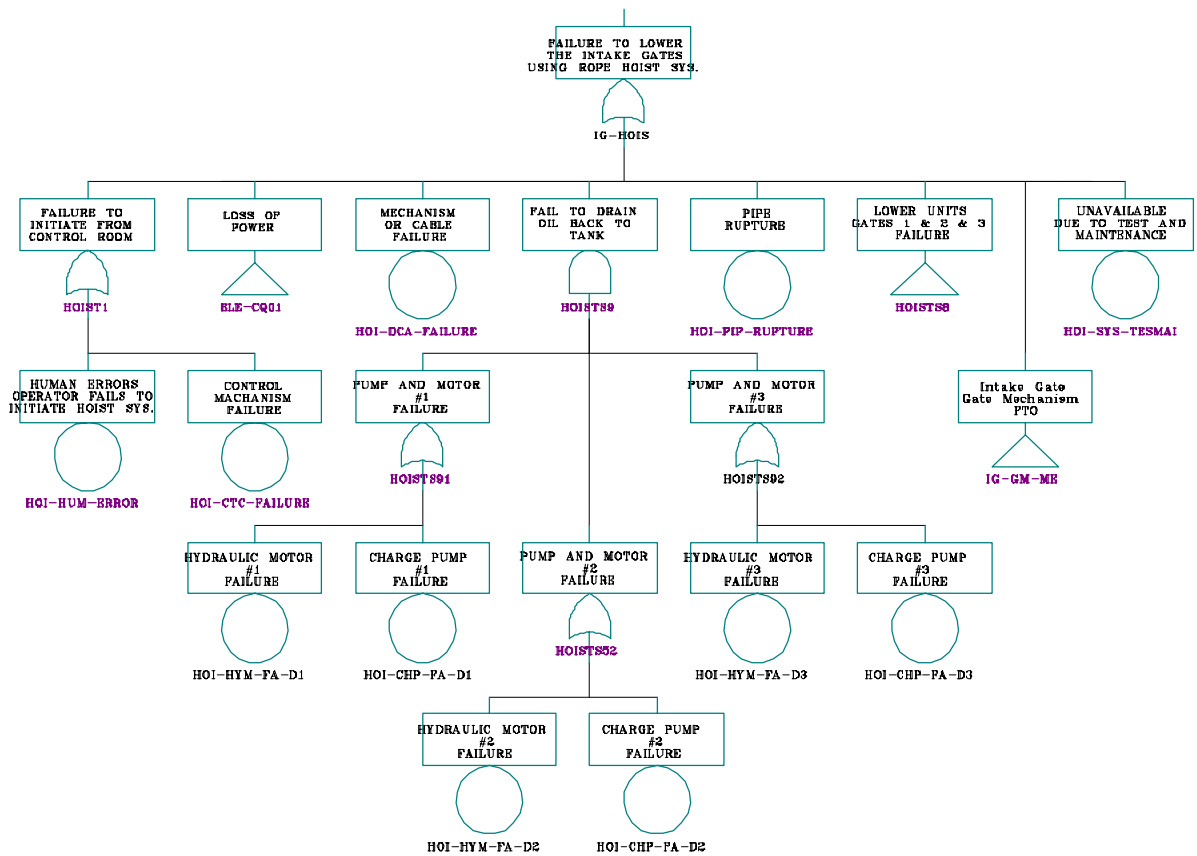 FAILURE TO LOWER
THE INTAKE GATES
USING ROPE HOIST SYS.
IG-HOIS
FAILURE TO
INITIATE FROM
CONTROL ROOM
HOIST1
LOSS OF
POWER
ELE-CQ01
MECHANISM
OR CABLE
FAILURE
HOI-DCA-FAILURE
FAIL TO DRAIN
OIL BACK TO
TANK
HOISTS9
PIPE
RUPTURE
HOI-PIP-RUPTURE
LOWER UNITS
GATES 1 & 2 & 3
FAILURE
HOISTS8
UNAVAILABLE
DUE TO TEST AND
MAINTENANCE
HOI-SYS-TESMAI
HUMAN ERRORS
OPERATOR FAILS TO
INITIATE HOIST SYS.
HOI-HUM-ERROR
CONTROL
MACHANISM
FAILURE
HOI-CTC-FAILURE
PUMP AND MOTOR
#1
FAILURE
HOISTS91
PUMP AND MOTOR
#3
FAILURE
HOISTS92
Intake Gate
Gate Mechanism
PTO
IG-GM-ME
HYDRAULIC MOTOR
#1
FAILURE
HOI-HYM-FA-D1
CHARGE PUMP
#1
FAILURE
HOI-CHP-FA-D1
PUMP AND MOTOR
#2
FAILURE
HOISTS52
HYDRAULIC MOTOR
#3
FAILURE
HOI-HYM-FA-D3
CHARGE PUMP
#3
FAILURE
HOI-CHP-FA-D3
HYDRAULIC MOTOR
#2
FAILURE
HOI-HYM-FA-D2
CHARGE PUMP
#2
FAILURE
HOI-CHP-FA-D2